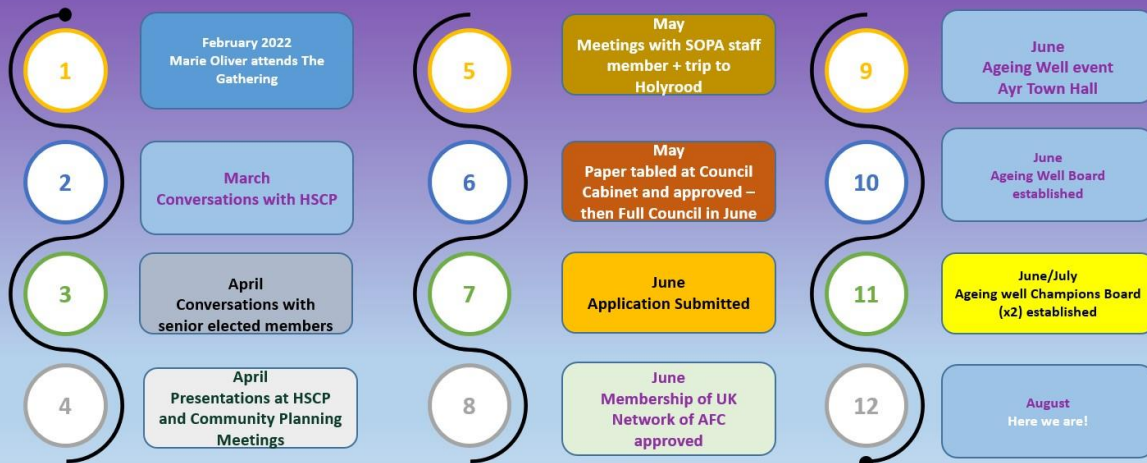 1
February 2022
Marie Oliver attends The
Gathering
2
March
Conversations with HSCP
3
April
Conversations with
senior elected members
4
April
Presentations at HSCP
and Community Planning
Meetings
5
May
Meetings with SOPA staff
member + trip to
Holyrood
6
May
Paper tabled at Council
Cabinet and approved –
then Full Council in June
7
June
Application Submitted
8
June
Membership of UK
Network of AFC
approved
9
June
Ageing Well event
Ayr Town Hall
10
June
Ageing Well Board
established
11
June/July
Ageing well Champions Board
(x2) established
12
August
Here we are!